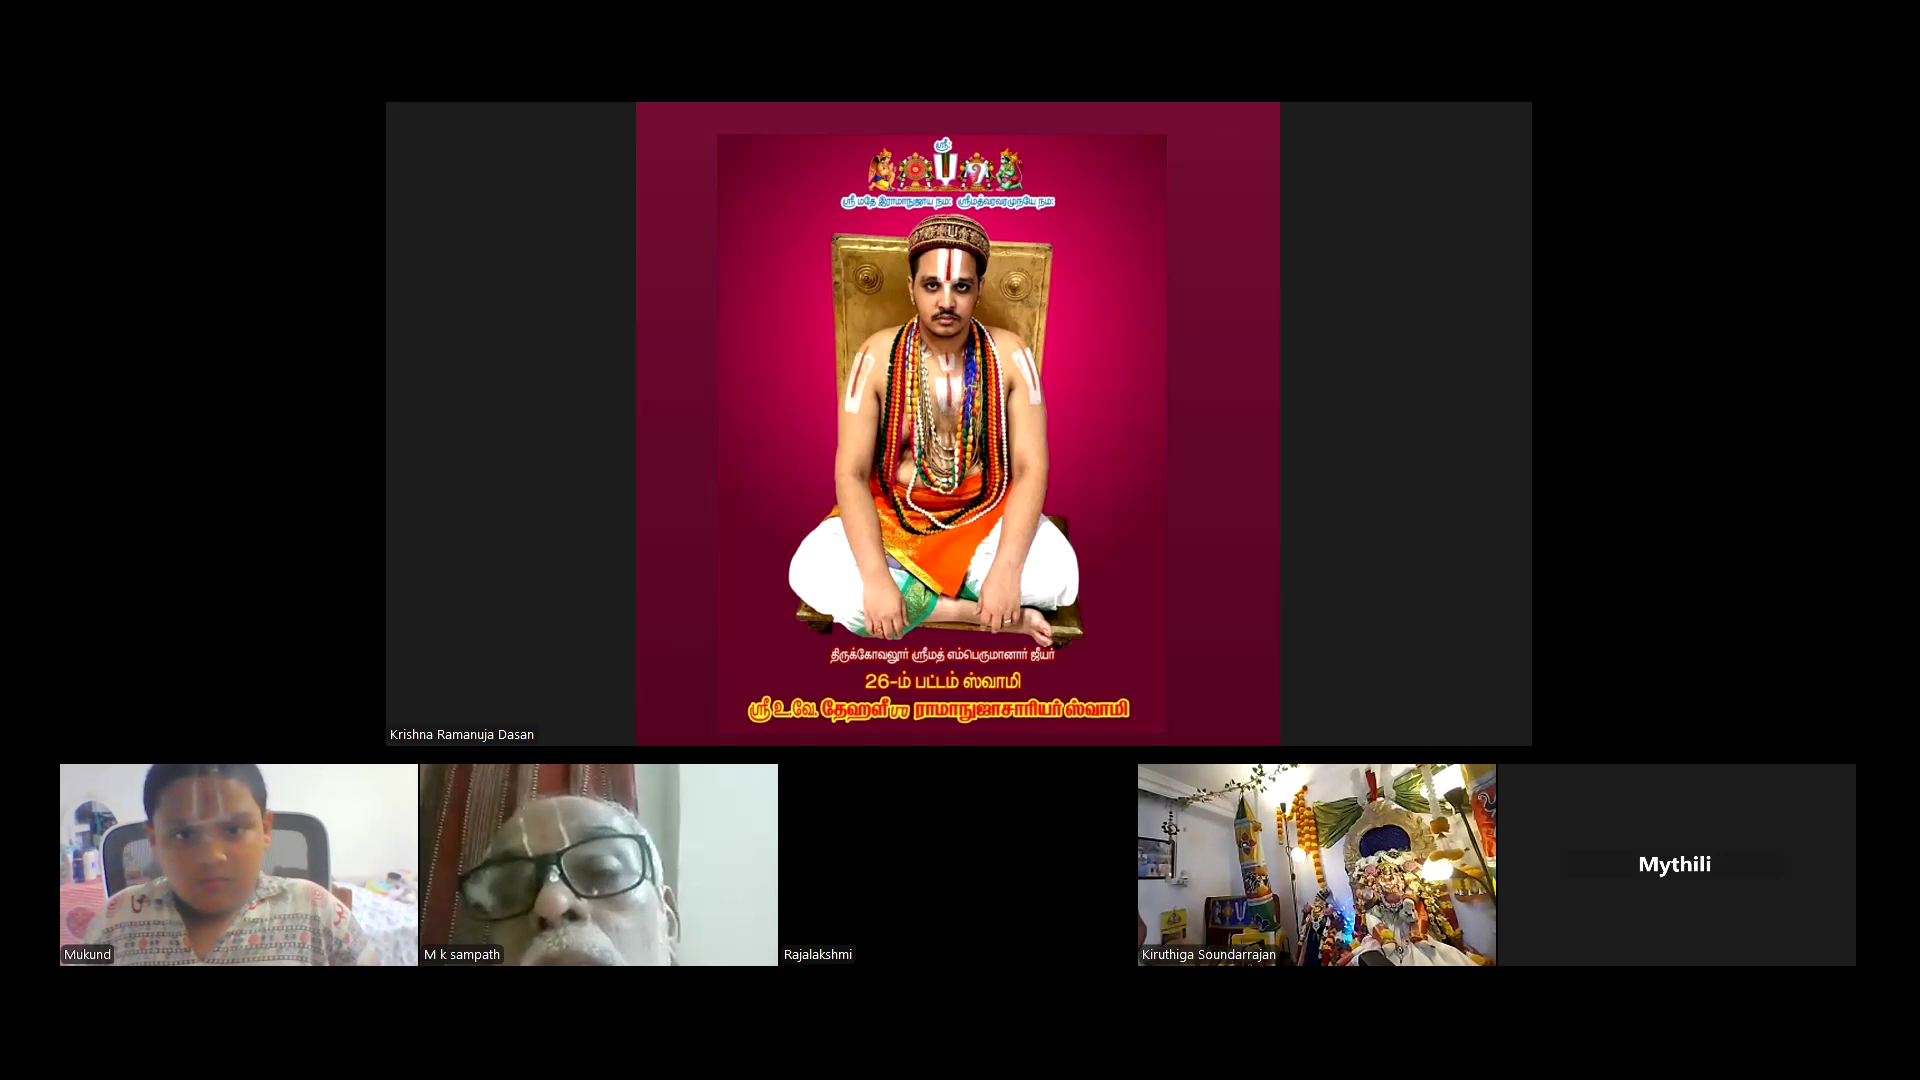 ஸ்ரீ:
ஸ்ரீ மதே இராமாநுஜாய நம: ஸ்ரீமத்வரவரமுநயே நம:
திருக்கோவலூர் ஸ்ரீமத் எம்பெருமானார் ஜீயர்
26-ம் பட்டம் ஸ்வாமி
ஸ்ரீ உ.வே. தேஹளீஶ ராமாநுஜாசாரியர் ஸ்வாமி
Krishna Ramanuja Dasan
Mukund
M k sampath
Rajalakshmi
Kiruthiga Soundarrajan
Mythili